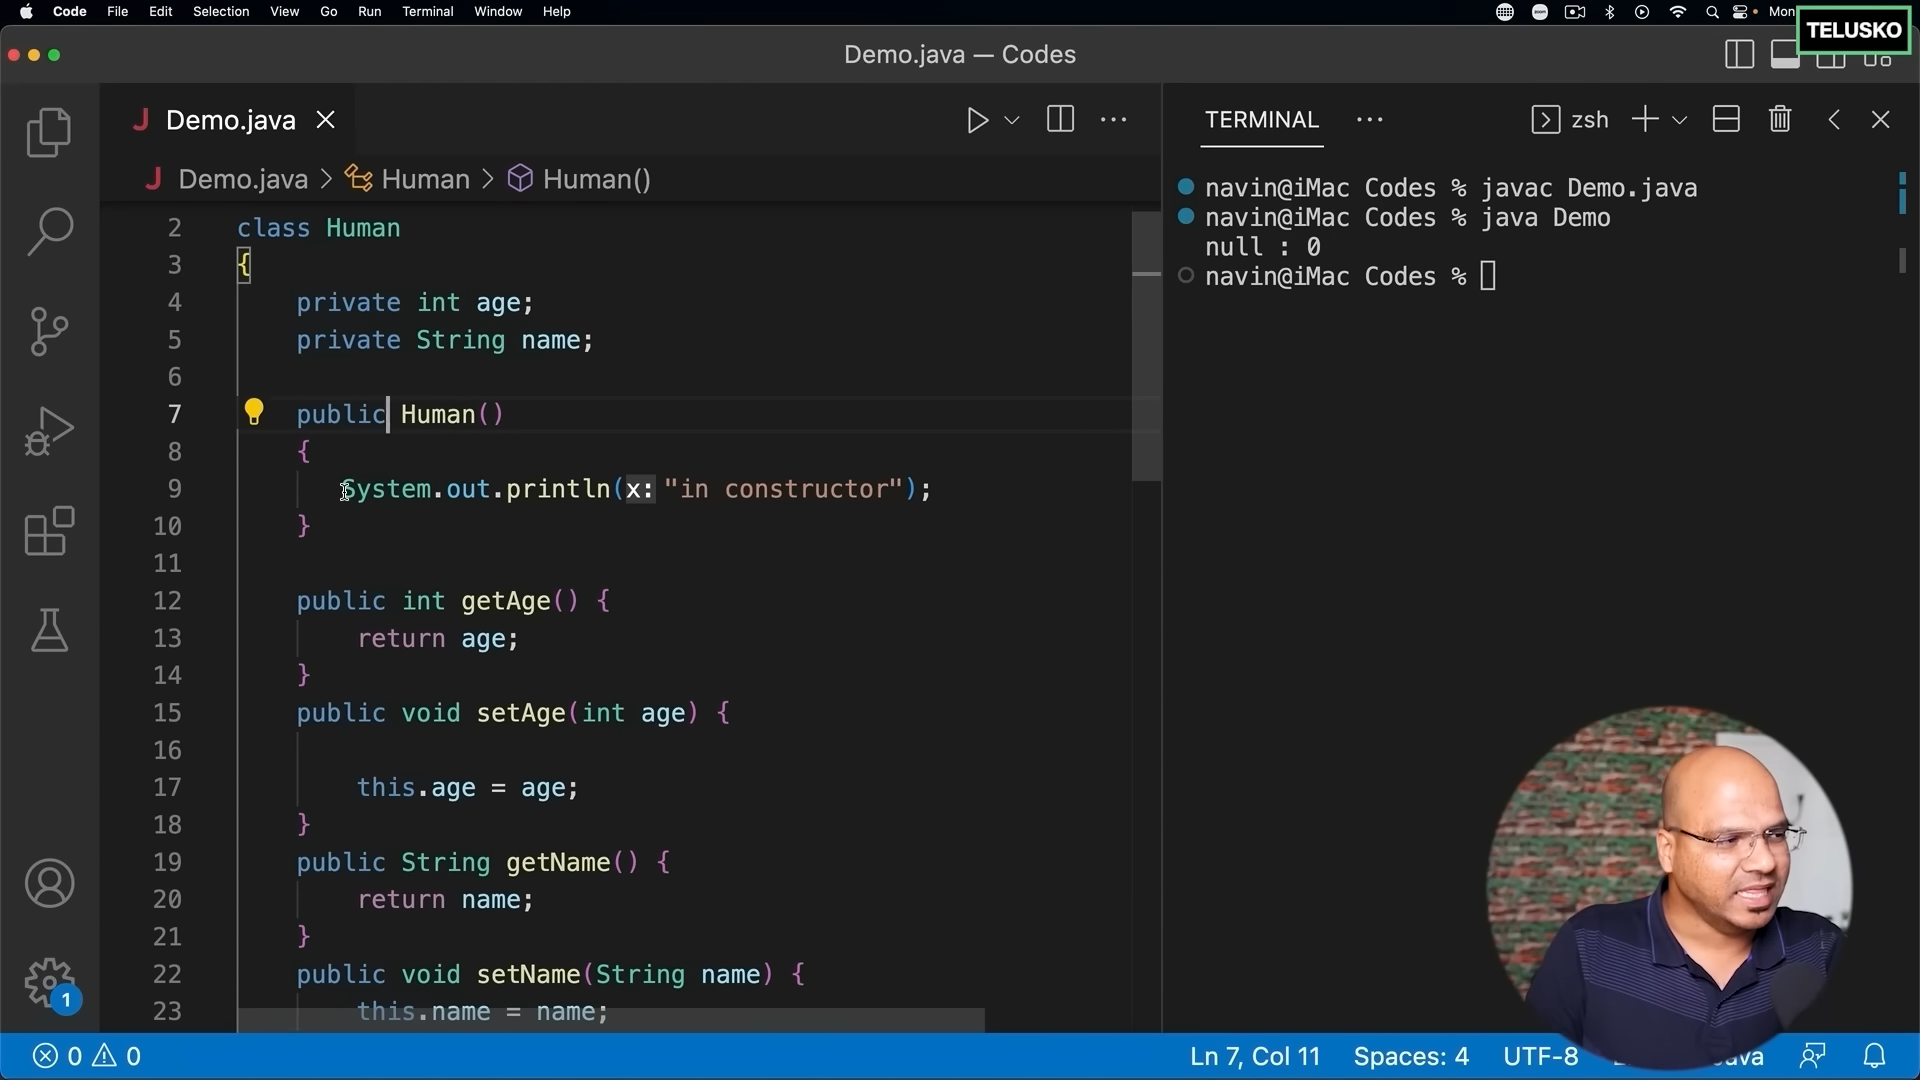 Code File Edit Selection View Go Run Terminal Window Help
zoom
Mon
TELUSKO
Demo.java — Codes
J Demo.java
J Demo.java > Human > Human()
2 class Human
3 {
4 private int age;
5 private String name;
6
7 public Human()
8 {
9 System.out.println(x: "in constructor");
10 }
11
12 public int getAge() {
13 return age;
14 }
15 public void setAge(int age) {
16
17 this.age = age;
18 }
19 public String getName() {
20 return name;
21 }
22 public void setName(String name) {
23 this.name = name;
1
TERMINAL
zsh
navin@iMac Codes % javac Demo.java
navin@iMac Codes % java Demo
null : 0
navin@iMac Codes %
0 0
Ln 7, Col 11 Spaces: 4 UTF-8